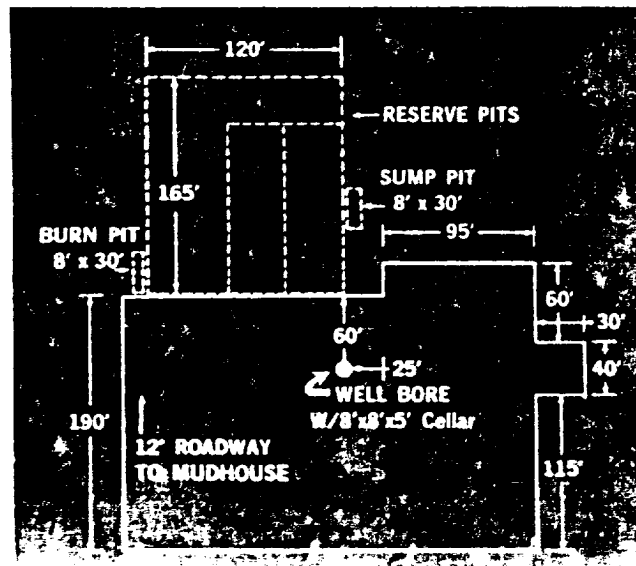 120'
RESERVE PITS
165'
SUMP PIT
8' x 30'
BURN PIT
8' x 30'
95'
60'
30'
60'
25'
40'
WELL BORE
W/8'x8'x5' Cellar
190'
12' ROADWAY
TO MUDHOUSE
115'